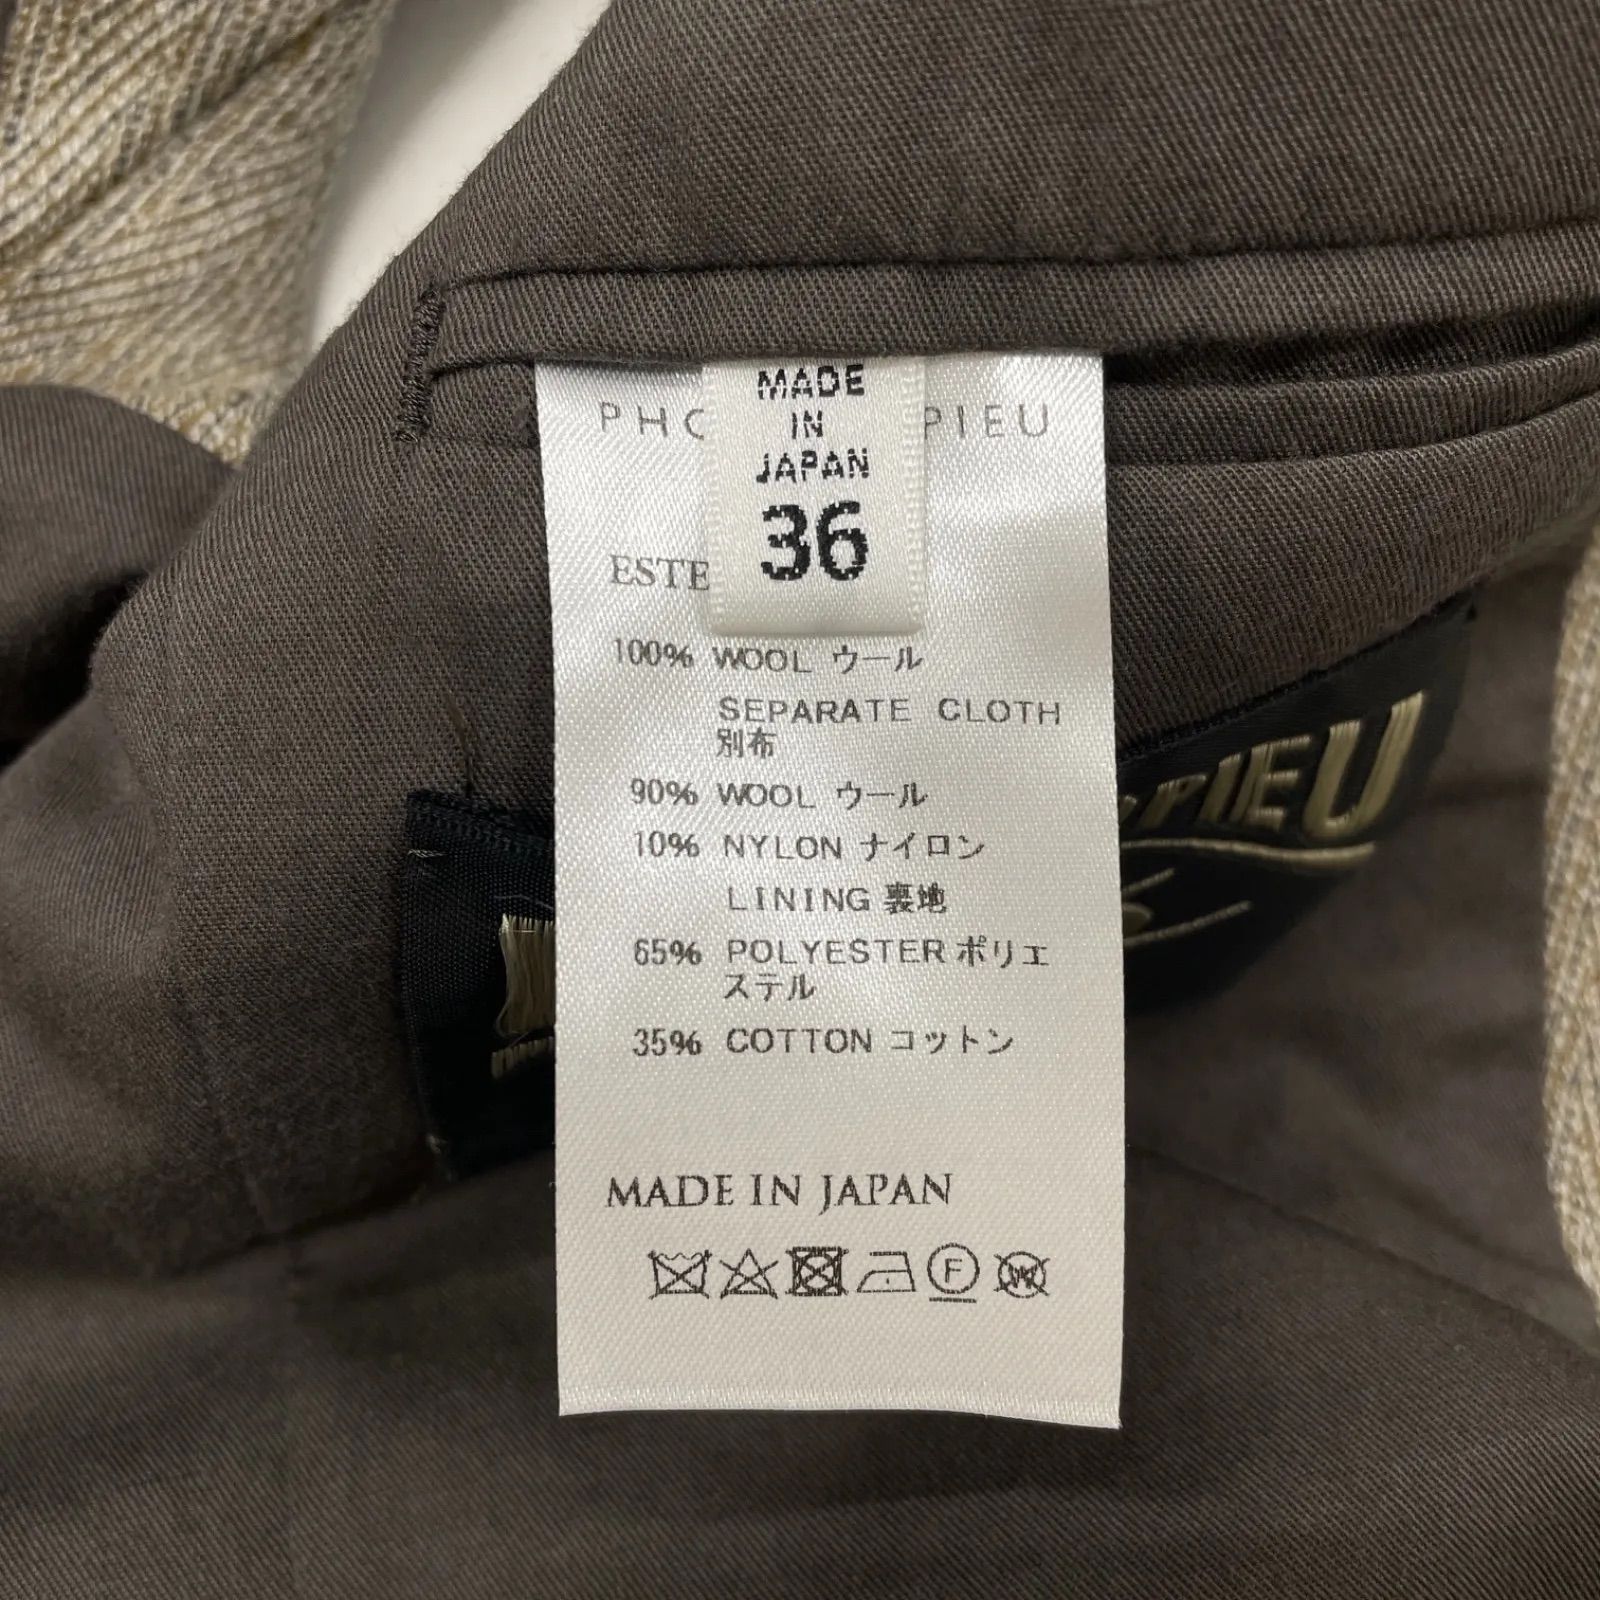 MADE
IN
JAPAN
36
PIEU
100% WOOL ウール
SEPARATE CLOTH
別布
90% WOOL ウール
10% NYLON ナイロン
LINING 裏地
65% POLYESTER ポリエ
ステル
35% COTTON コットン
MADE IN JAPAN
F
W
PIEU